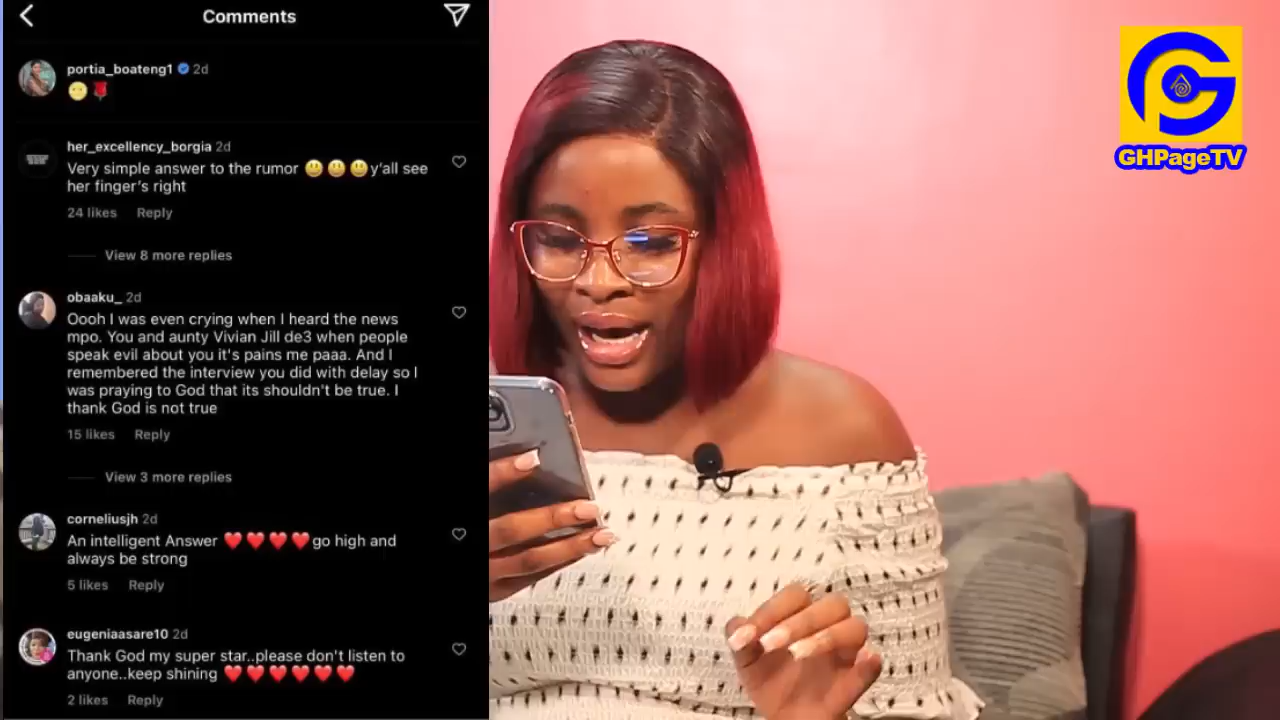 Comments
portia_boateng1 2d
🌝🌹
her_excellency_borgia 2d
Very simple answer to the rumor 😃😃😃y'all see
her finger's right
24 likes Reply
View 8 more replies
obaaku_ 2d
Oooh I was even crying when I heard the news
mpo. You and aunty Vivian Jill de3 when people
speak evil about you it's pains me paaa. And I
remembered the interview you did with delay so I
was praying to God that its shouldn't be true. I
thank God is not true
15 likes Reply
View 3 more replies
corneliusjh 2d
An intelligent Answer ❤️❤️❤️❤️go high and
always be strong
5 likes Reply
eugeniaasare10 2d
Thank God my super star..please don't listen to
anyone..keep shining ❤️❤️❤️❤️❤️❤️
2 likes Reply
GHPageTV